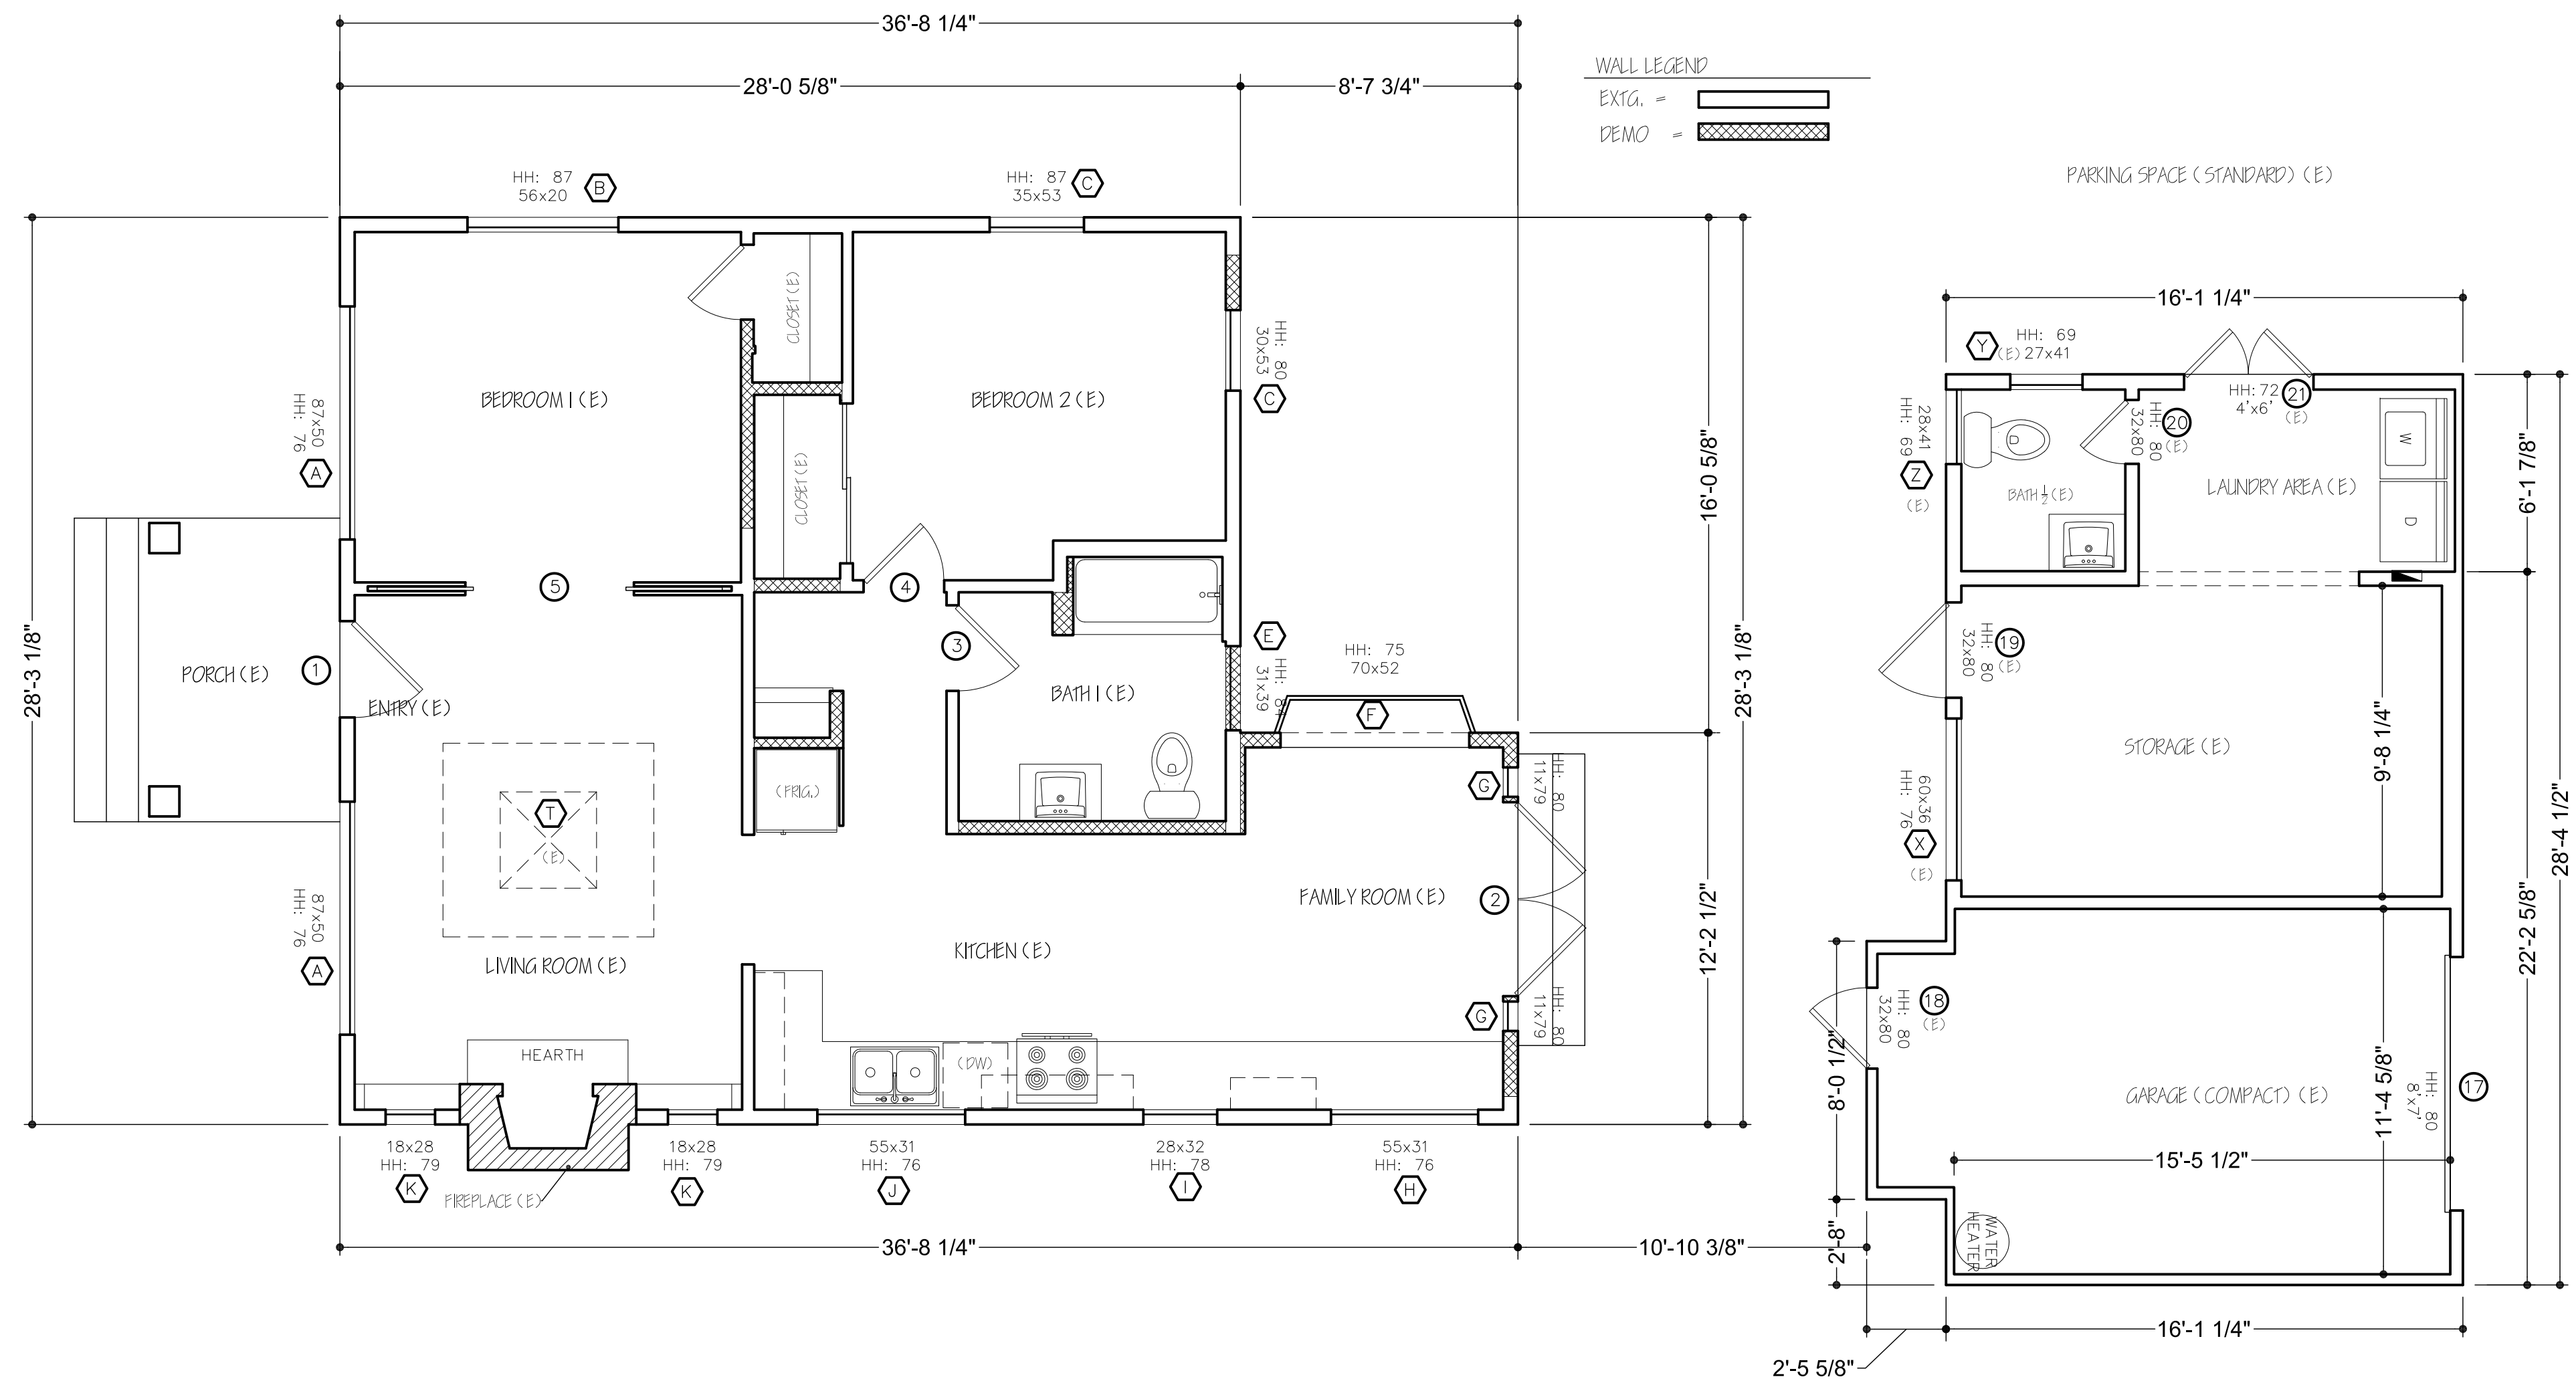 36'-8 1/4"
28'-0 5/8"
8'-7 3/4"
WALL LEGEND
EXTG. =
DEMO =
PARKING SPACE (STANDARD) (E)
HH: 87
56x20
B
HH: 87
35x53
C
28'-3 1/8"
87x50
HH: 76
A
BEDROOM 1 (E)
CLOSET (E)
CLOSET (E)
BEDROOM 2 (E)
HH: 80
30x53
C
16'-0 5/8"
28'-3 1/8"
12'-2 1/2"
5
4
3
PORCH (E)
1
ENTRY (E)
BATH 1 (E)
E
HH: 84
31x39
HH: 75
70x52
F
(FRIG.)
T
(E)
G
HH: 80
11x79
FAMILY ROOM (E)
2
KITCHEN (E)
LIVING ROOM (E)
87x50
HH: 76
A
G
HH: 80
11x79
HEARTH
(DW)
18x28
HH: 79
K
FIREPLACE (E)
18x28
HH: 79
K
55x31
HH: 76
J
28x32
HH: 78
I
55x31
HH: 76
H
36'-8 1/4"
10'-10 3/8"
16'-1 1/4"
Y
HH: 69
(E) 27x41
28x41
HH: 69
Z
(E)
HH: 80
32x80
20
(E)
HH: 72
4'x6'
21
(E)
W
D
BATH ½ (E)
LAUNDRY AREA (E)
6'-1 7/8"
28'-4 1/2"
22'-2 5/8"
HH: 80
32x80
19
(E)
STORAGE (E)
9'-8 1/4"
60x36
HH: 76
X
(E)
HH: 80
32x80
18
(E)
8'-0 1/2"
GARAGE (COMPACT) (E)
11'-4 5/8"
HH: 80
8'x7'
17
15'-5 1/2"
WATER
HEATER
2'-8"
16'-1 1/4"
2'-5 5/8"